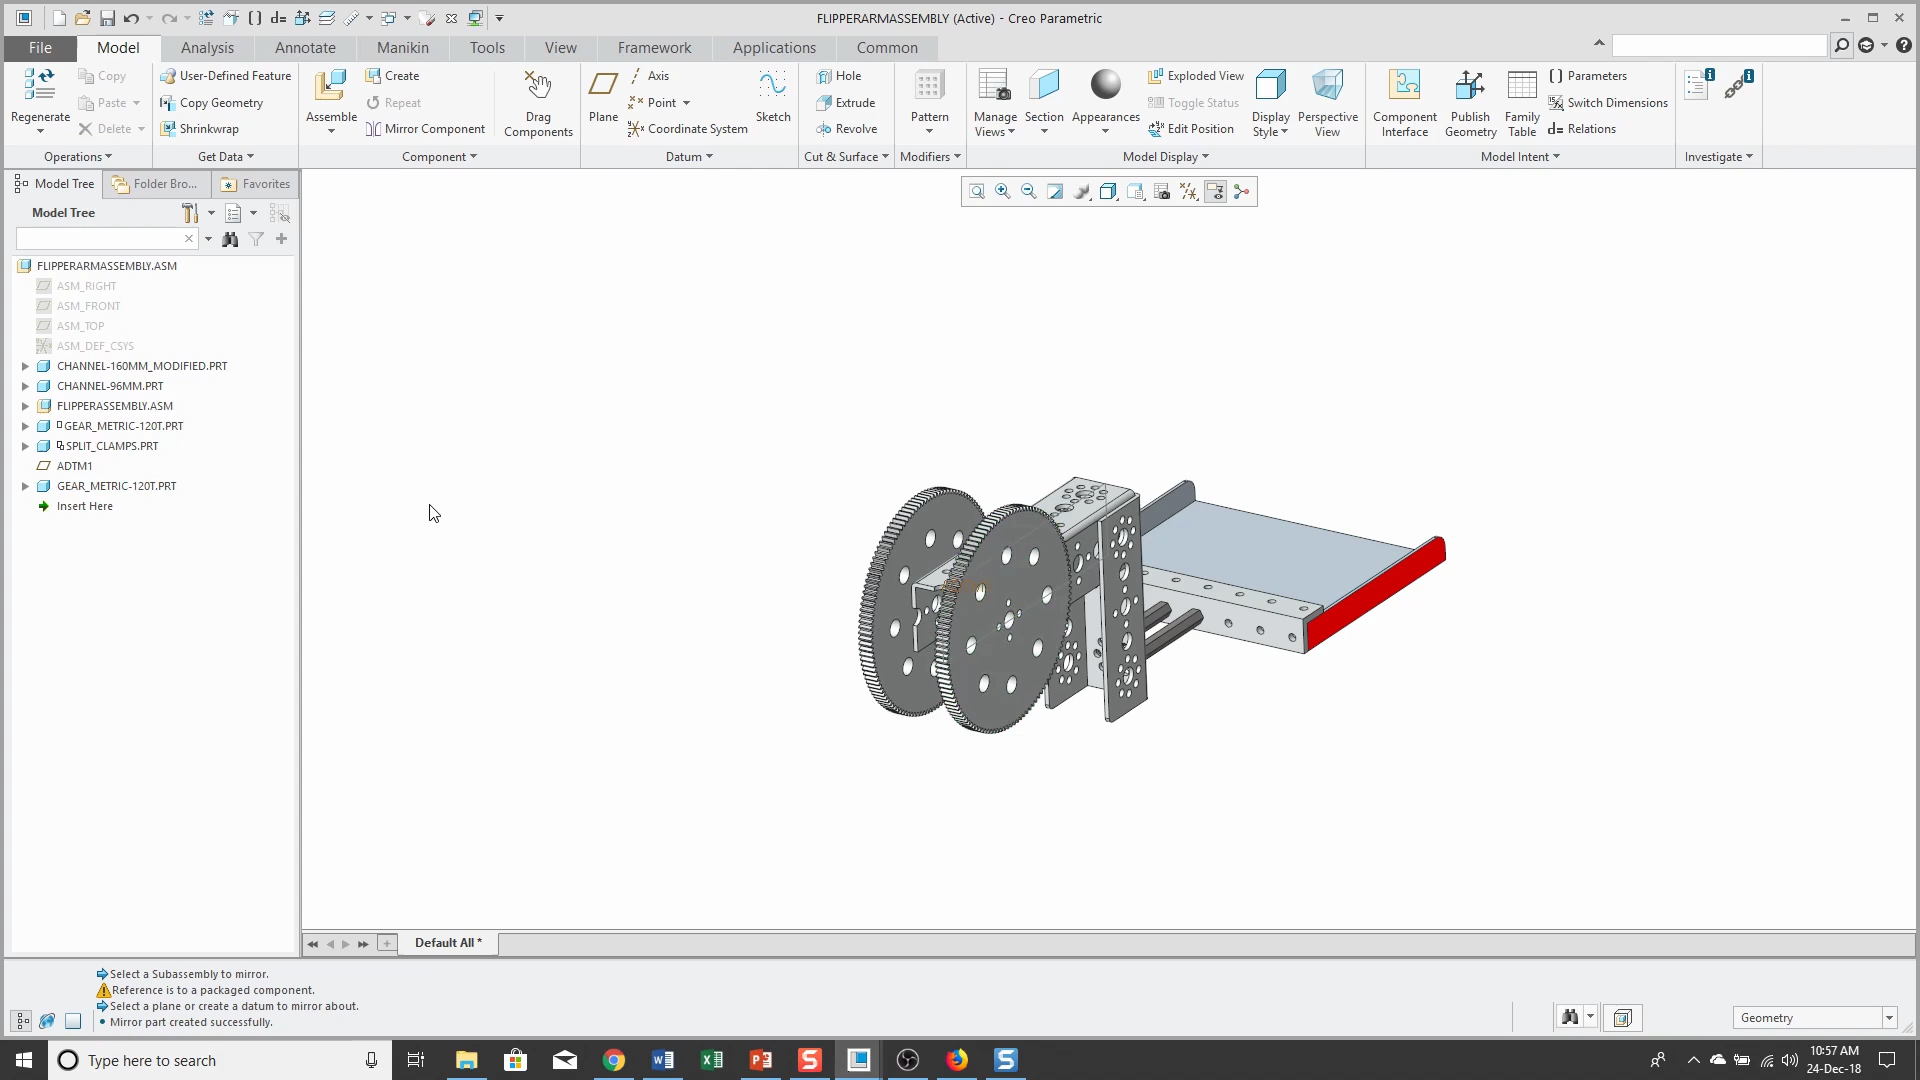 FLIPPERARMASSEMBLY (Active) - Creo Parametric
File Model Analysis Annotate Manikin Tools View Framework Applications Common
Regenerate
Copy
Paste
Delete
Operations
User-Defined Feature
Copy Geometry
Shrinkwrap
Get Data
Assemble
Create
Repeat
Mirror Component
Drag
Components
Component
Plane
Axis
Point
Coordinate System
Sketch
Datum
Hole
Extrude
Revolve
Cut & Surface
Pattern
Modifiers
Manage
Views
Section
Appearances
Exploded View
Toggle Status
Edit Position
Display
Style
Perspective
View
Model Display
Component
Interface
Publish
Geometry
Family
Table
Parameters
Switch Dimensions
d= Relations
Model Intent
Investigate
Model Tree
Folder Bro...
Favorites
Model Tree
FLIPPERARMASSEMBLY.ASM
ASM_RIGHT
ASM_FRONT
ASM_TOP
ASM_DEF_CSYS
CHANNEL-160MM_MODIFIED.PRT
CHANNEL-96MM.PRT
FLIPPERASSEMBLY.ASM
GEAR_METRIC-120T.PRT
SPLIT_CLAMPS.PRT
ADTM1
GEAR_METRIC-120T.PRT
Insert Here
Default All *
Select a Subassembly to mirror.
Reference is to a packaged component.
Select a plane or create a datum to mirror about.
• Mirror part created successfully.
Geometry
Type here to search
10:57 AM
24-Dec-18